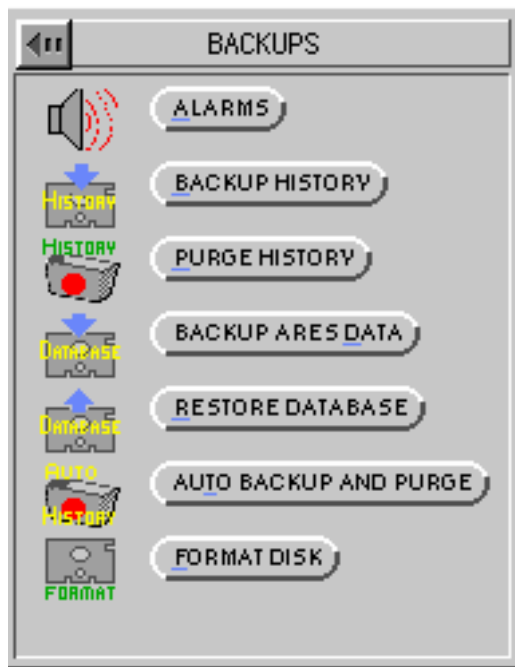 BACKUPS
ALARMS
HISTORY
BACKUP HISTORY
HISTORY
PURGE HISTORY
DATABASE
BACKUP ARES DATA
DATABASE
RESTORE DATABASE
AUTO
HISTORY
AUTO BACKUP AND PURGE
FORMAT
FORMAT DISK